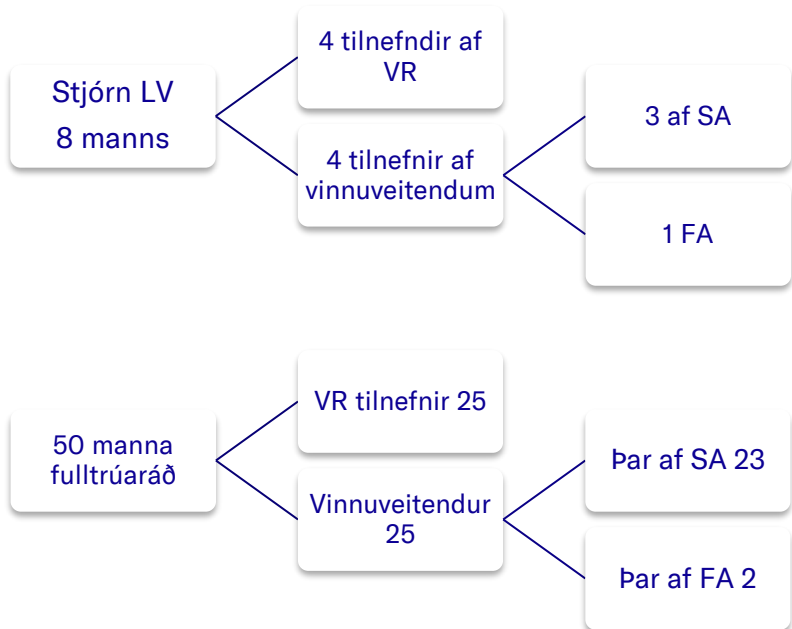 Stjórn LV
8 manns
4 tilnefndir af
VR
4 tilnefnir af
vinnuveitendum
3 af SA
1 FA
50 manna
fulltrúaráð
VR tilnefnir 25
Vinnuveitendur
25
Þar af SA 23
Þar af FA 2